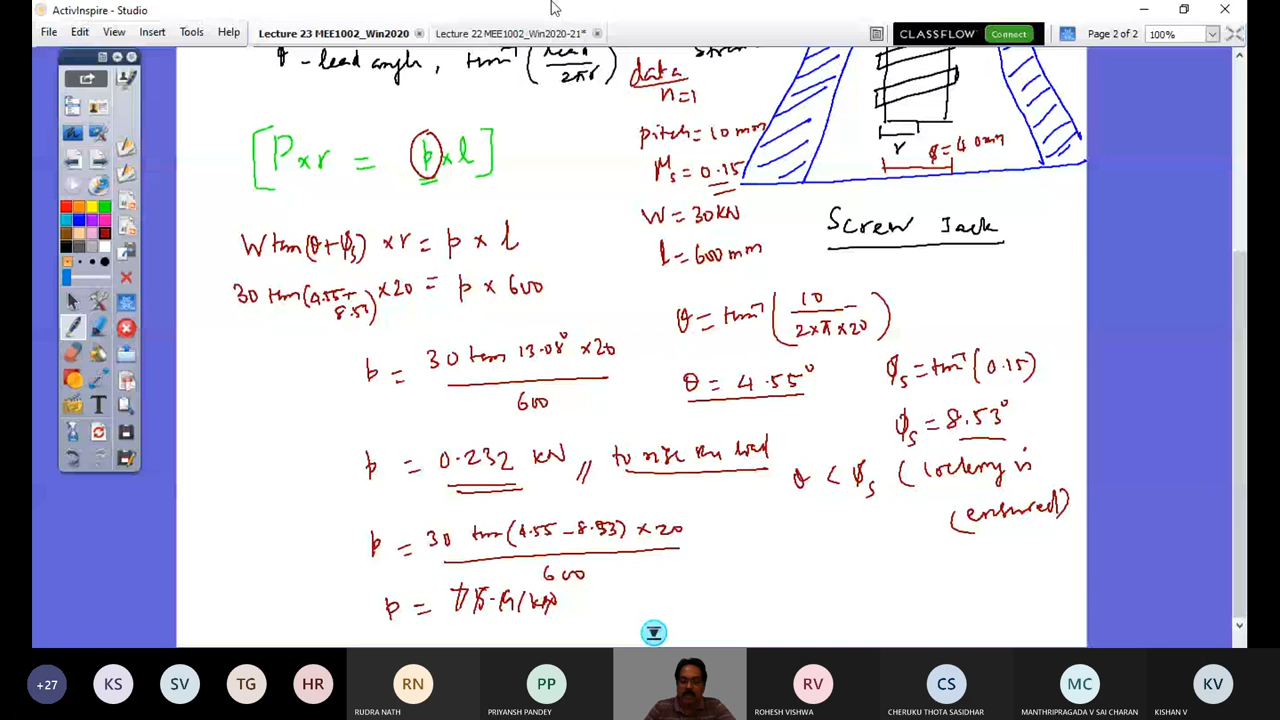 ActivInspire - Studio
File Edit View Insert Tools Help
Lecture 23 MEE1002_Win2020 Lecture 22 MEE1002_Win2020-21*
CLASSFLOW Connect Page 2 of 2 100%
θ - lead angle, tan⁻¹ (lead / 2πr)
data
n=1
pitch = 10 mm
μs = 0.15
W = 30 kN
l = 600 mm
r
φ = 40mm
Screw Jack
[P×r = p×l]
W tan(θ+φs) × r = p × l
30 tan(4.55+8.53) × 20 = p × 600
p = 30 tan 13.08° × 20 / 600
p = 0.232 kN // to rise the load
p = 30 tan(4.55 - 8.53) × 20 / 600
p =
θ = tan⁻¹ (10 / 2×π×20)
θ = 4.55°
φs = tan⁻¹ (0.15)
φs = 8.53°
θ < φs (locking is
(ensured)
+27 KS SV TG HR RN PP RV CS MC KV
RUDRA NATH PRIYANSH PANDEY ROHESH VISHWA CHERUKU THOTA SASIDHAR MANTHRIPRAGADA V SAI CHARAN KISHAN V